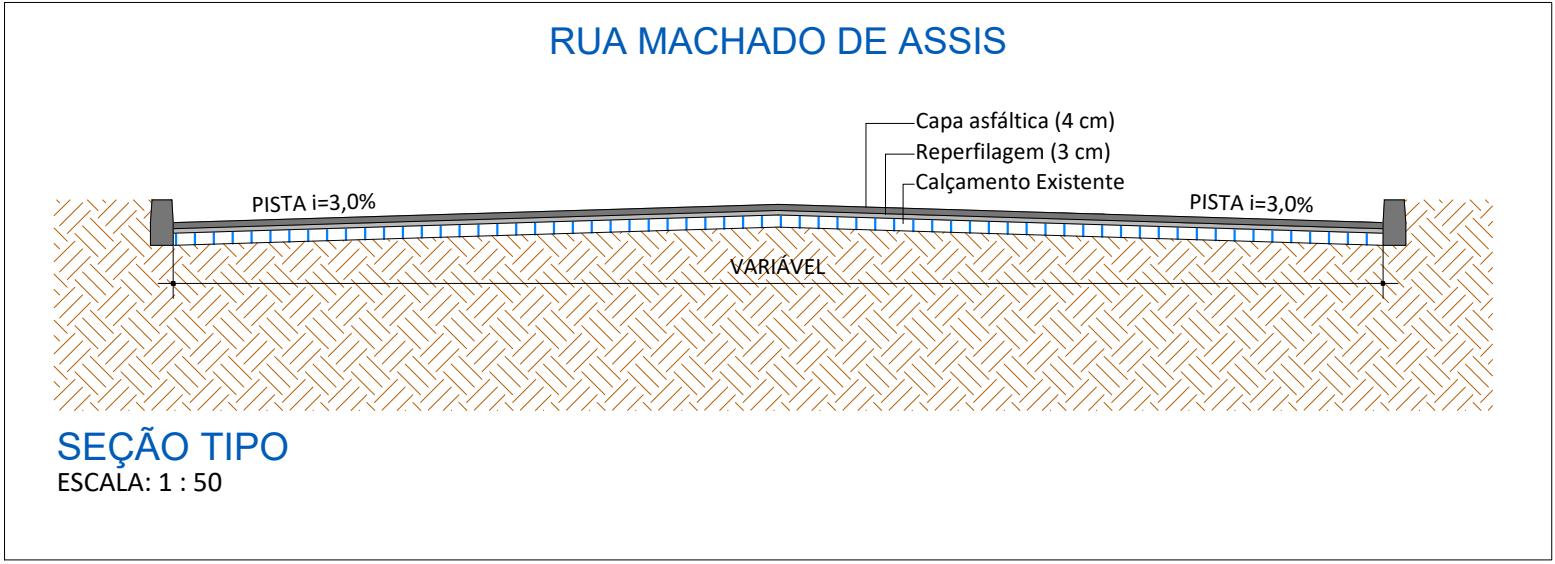 RUA MACHADO DE ASSIS
Capa asfáltica (4 cm)
Reperfilagem (3 cm)
Calçamento Existente
PISTA i=3,0%
PISTA i=3,0%
VARIÁVEL
SEÇÃO TIPO
ESCALA: 1 : 50